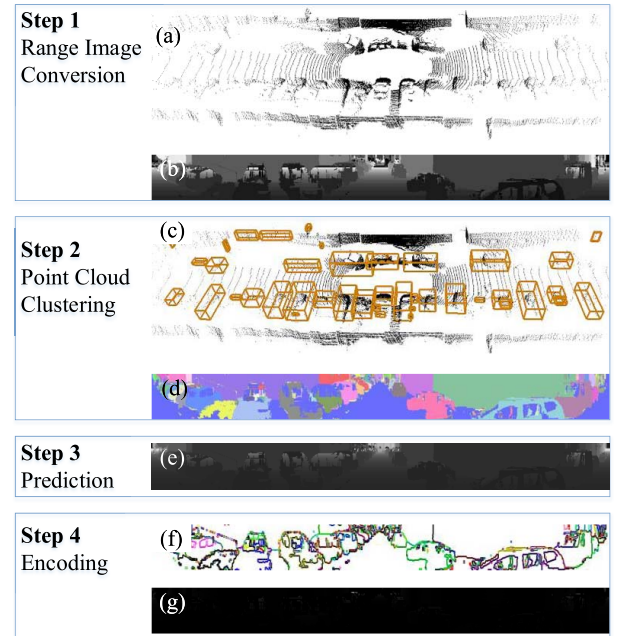 Step 1
Range Image
Conversion
(a)
(b)
Step 2
Point Cloud
Clustering
(c)
(d)
Step 3
Prediction
(e)
Step 4
Encoding
(f)
(g)